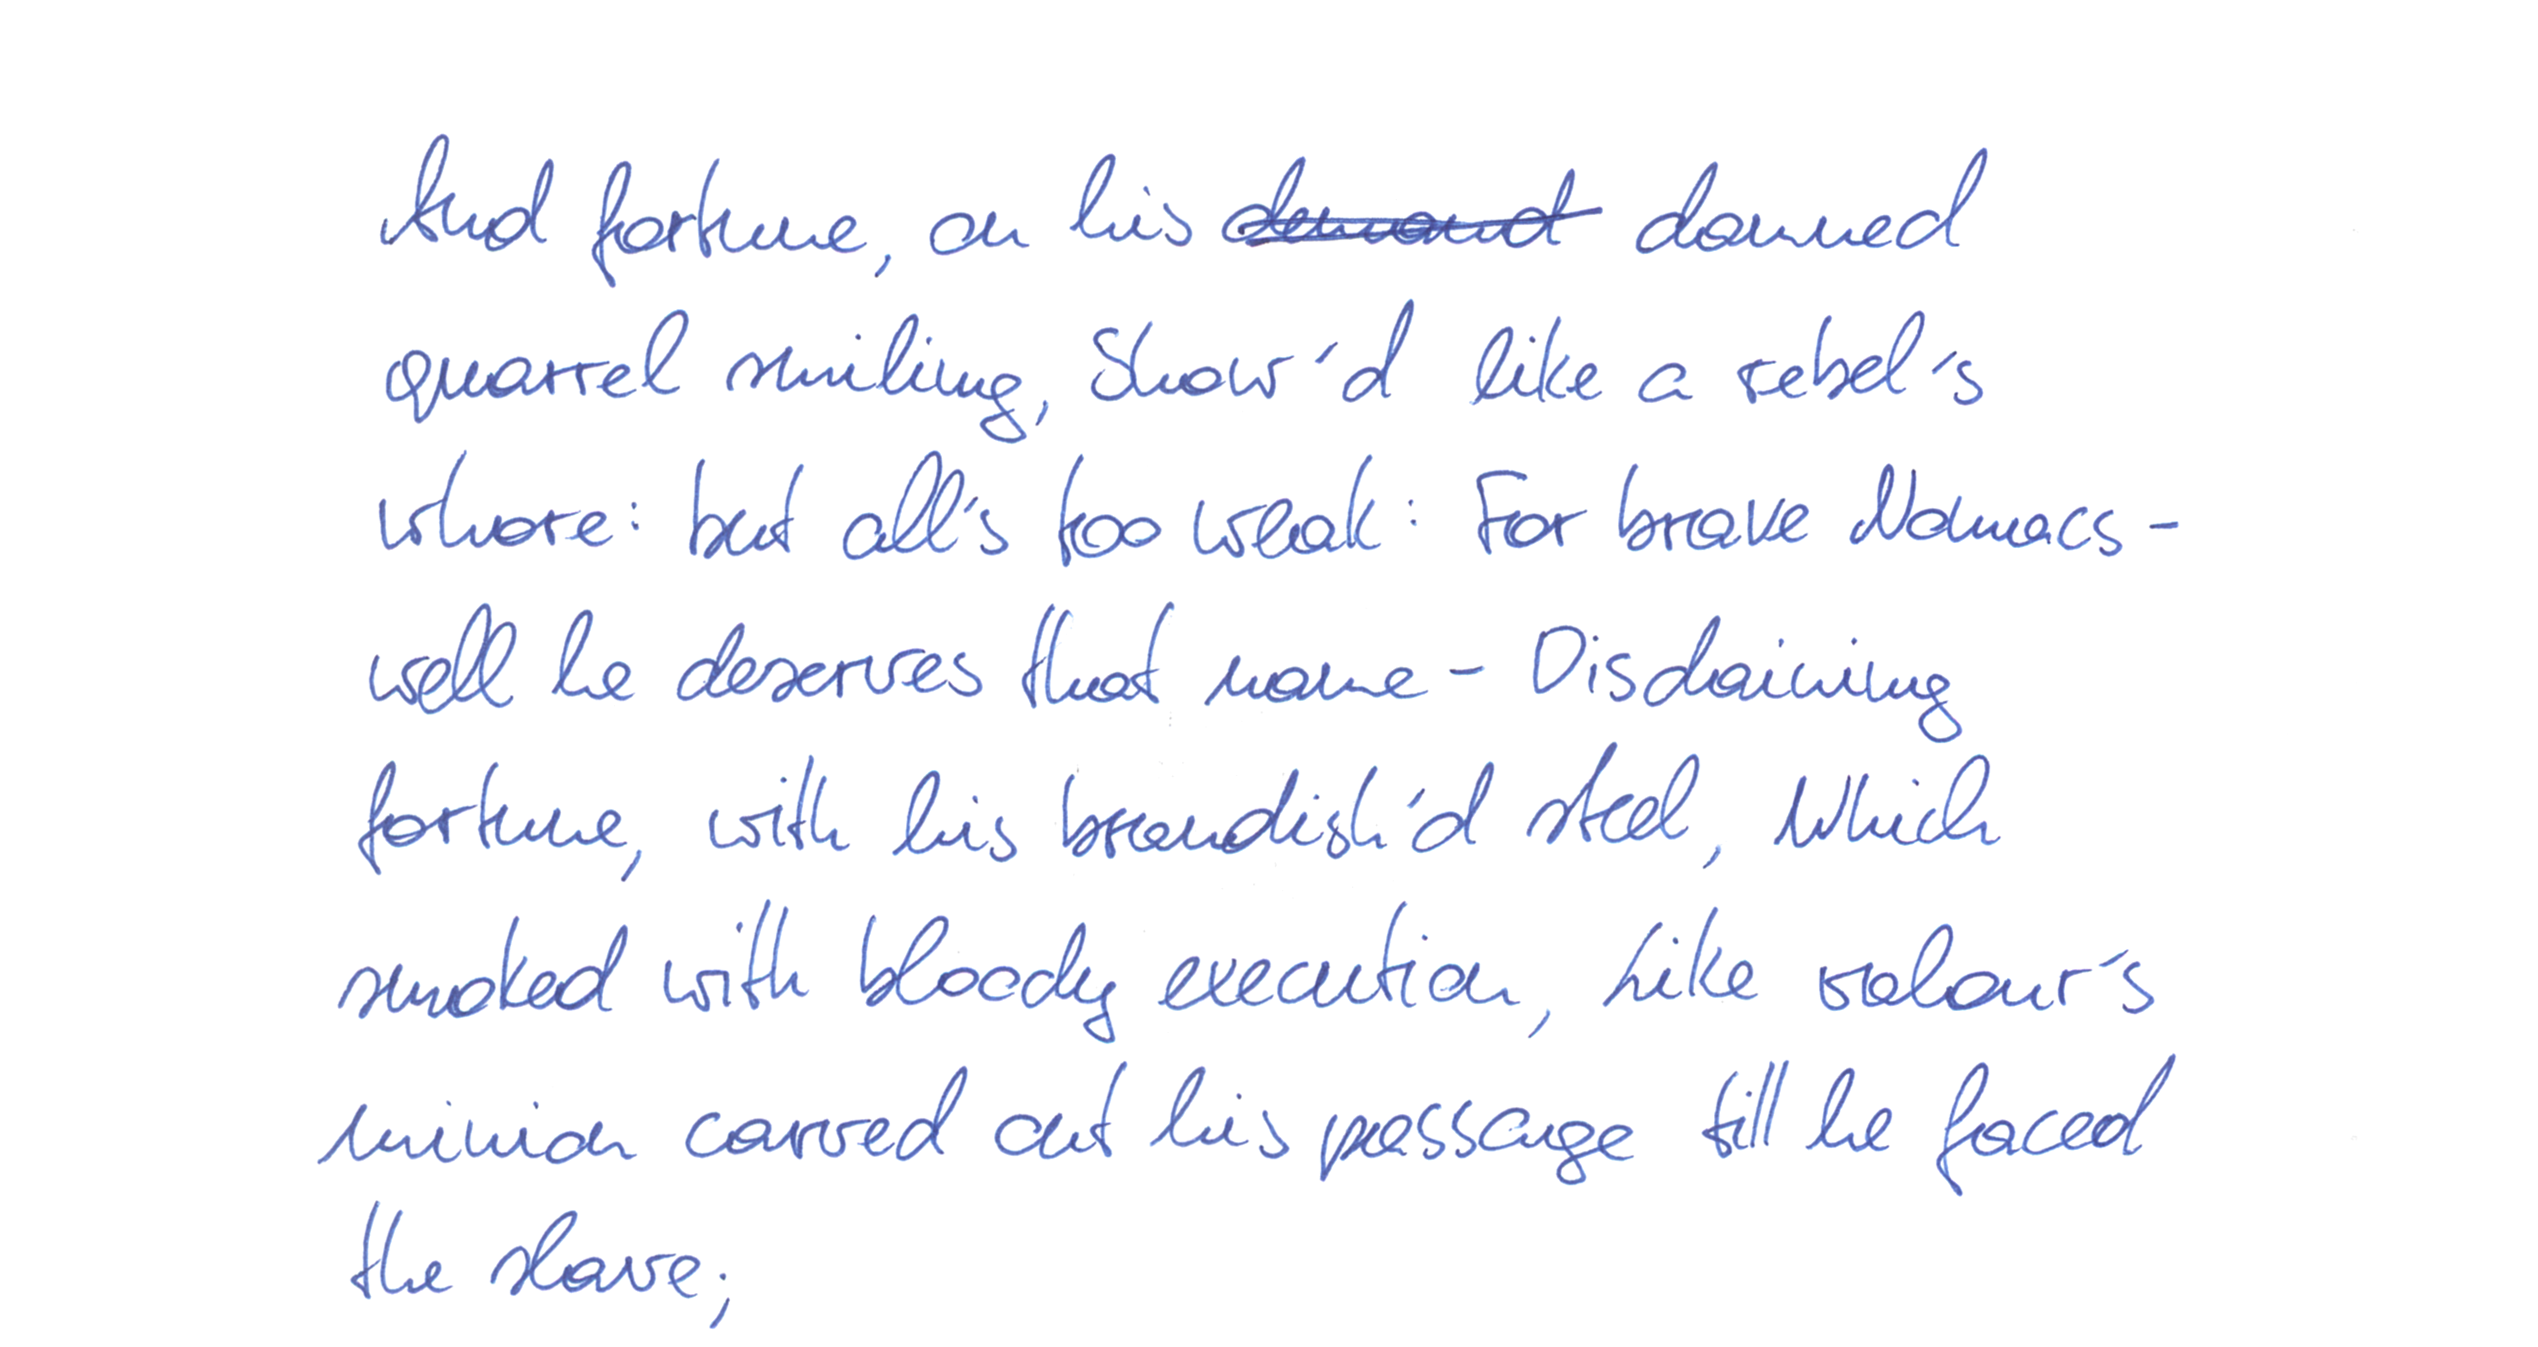 And fortune, on his demand damned
quarrel smiling, Show'd like a rebel's
whore: but all's too weak: For brave Nomacs -
well he deserves that name - Disdaining
fortune, with his brandish'd steel, Which
smoked with bloody execution, Like valour's
minion carved out his passage till he faced
the slave;